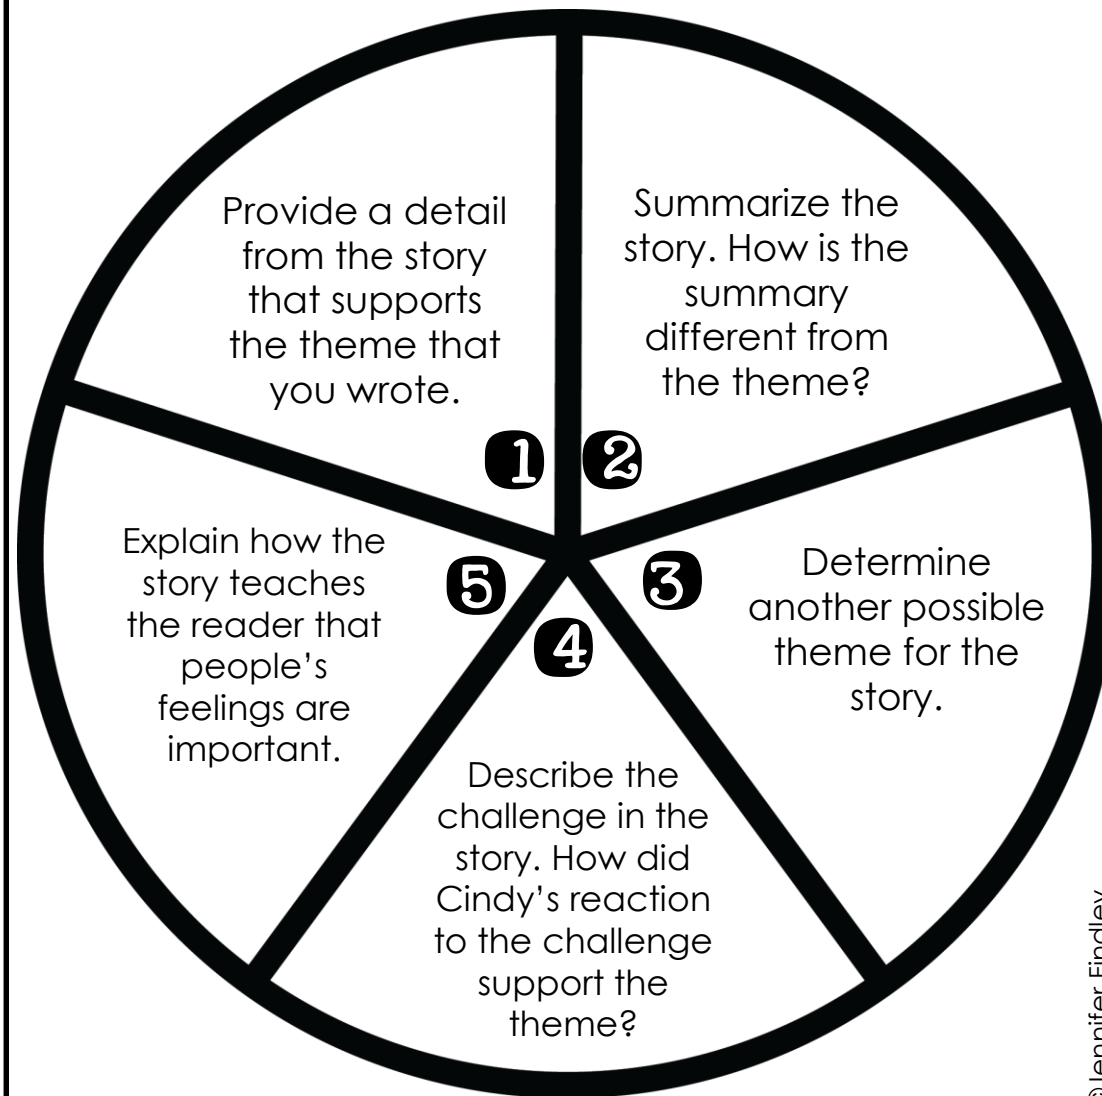 Provide a detail
from the story
that supports
the theme that
you wrote.
1
Summarize the
story. How is the
summary
different from
the theme?
2
3
Determine
another possible
theme for the
story.
4
Describe the
challenge in the
story. How did
Cindy’s reaction
to the challenge
support the
theme?
5
Explain how the
story teaches
the reader that
people’s
feelings are
important.
©Jennifer Findley